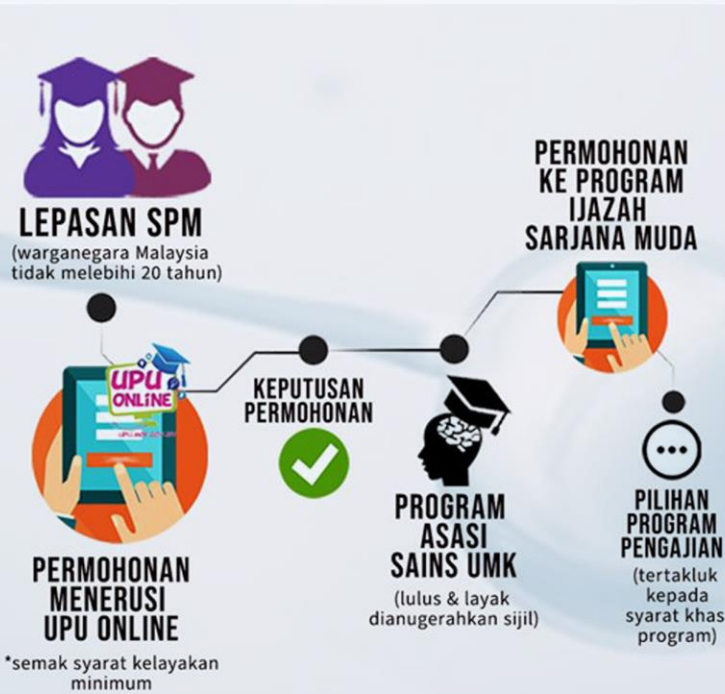 LEPASAN SPM
(warganegara Malaysia
tidak melebihi 20 tahun)
UPU
ONLINE
PERMOHONAN
MENERUSI
UPU ONLINE
*semak syarat kelayakan
minimum
KEPUTUSAN
PERMOHONAN
PROGRAM
ASASI
SAINS UMK
(lulus & layak
dianugerahkan sijil)
PERMOHONAN
KE PROGRAM
IJAZAH
SARJANA MUDA
PILIHAN
PROGRAM
PENGAJIAN
(tertakluk
kepada
syarat khas
program)